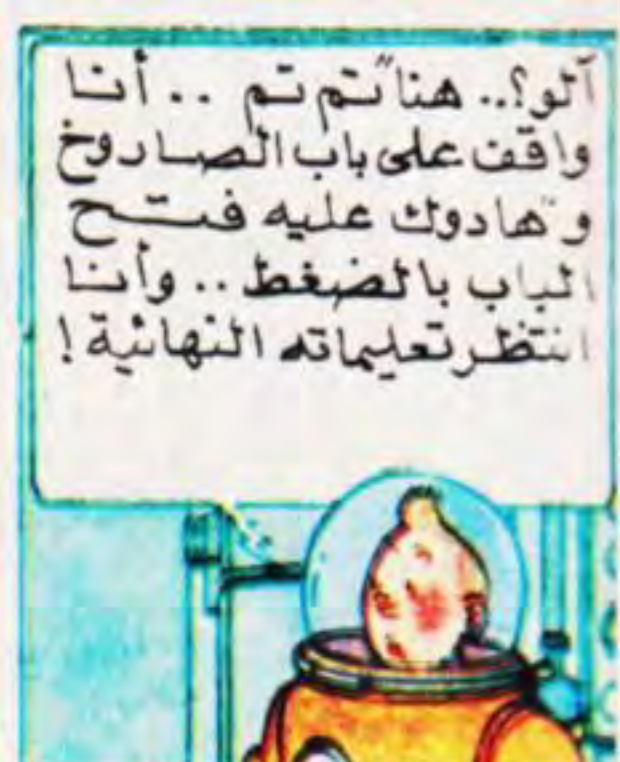 آلو؟.. هنا "تم تم .. أنا
واقف على باب الصاروخ
و"هادوك عليه فتح
الباب بالضغط .. وأنا
انتظر تعليماته النهائية !